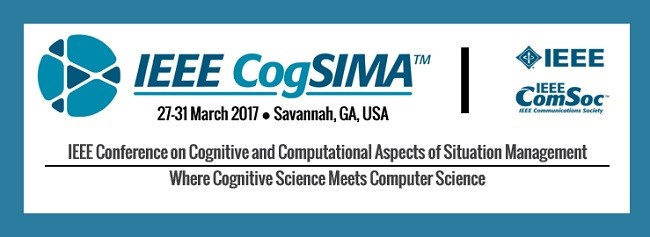 IEEE CogSIMA™
27-31 March 2017 ● Savannah, GA, USA
IEEE
IEEE
ComSoc™
IEEE Communications Society
IEEE Conference on Cognitive and Computational Aspects of Situation Management
Where Cognitive Science Meets Computer Science